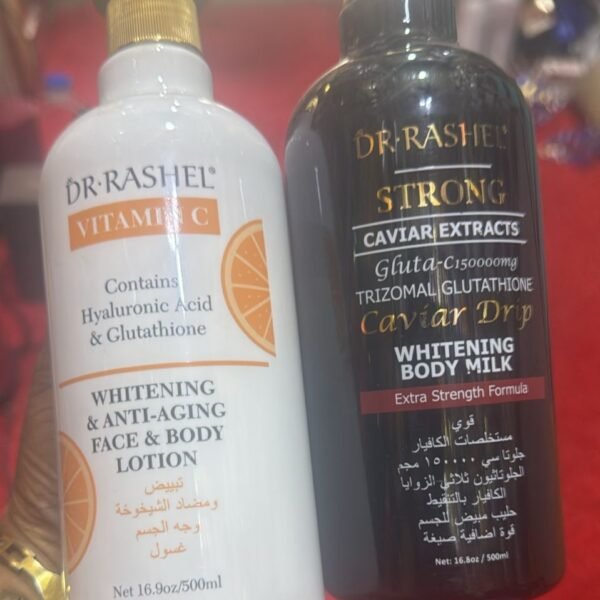 DR·RASHEL®
VITAMIN C
Contains
Hyaluronic Acid
& Glutathione
WHITENING
& ANTI-AGING
FACE & BODY
LOTION
تبييض
ومضاد الشيخوخة
وجه الجسم
غسول
Net 16.9oz/500ml
DR·RASHEL®
STRONG
CAVIAR EXTRACTS
Gluta-C150000mg
TRIZOMAL GLUTATHIONE
Caviar Drip
WHITENING
BODY MILK
Extra Strength Formula
قوي
مستخلصات الكافيار
جلوتا سي ١٥٠٠٠٠ مجم
الجلوتاثيون ثلاثي الزوايا
الكافيار بالتنقيط
حليب مبيض للجسم
قوة اضافية صيغة
Net: 16.8oz / 500ml